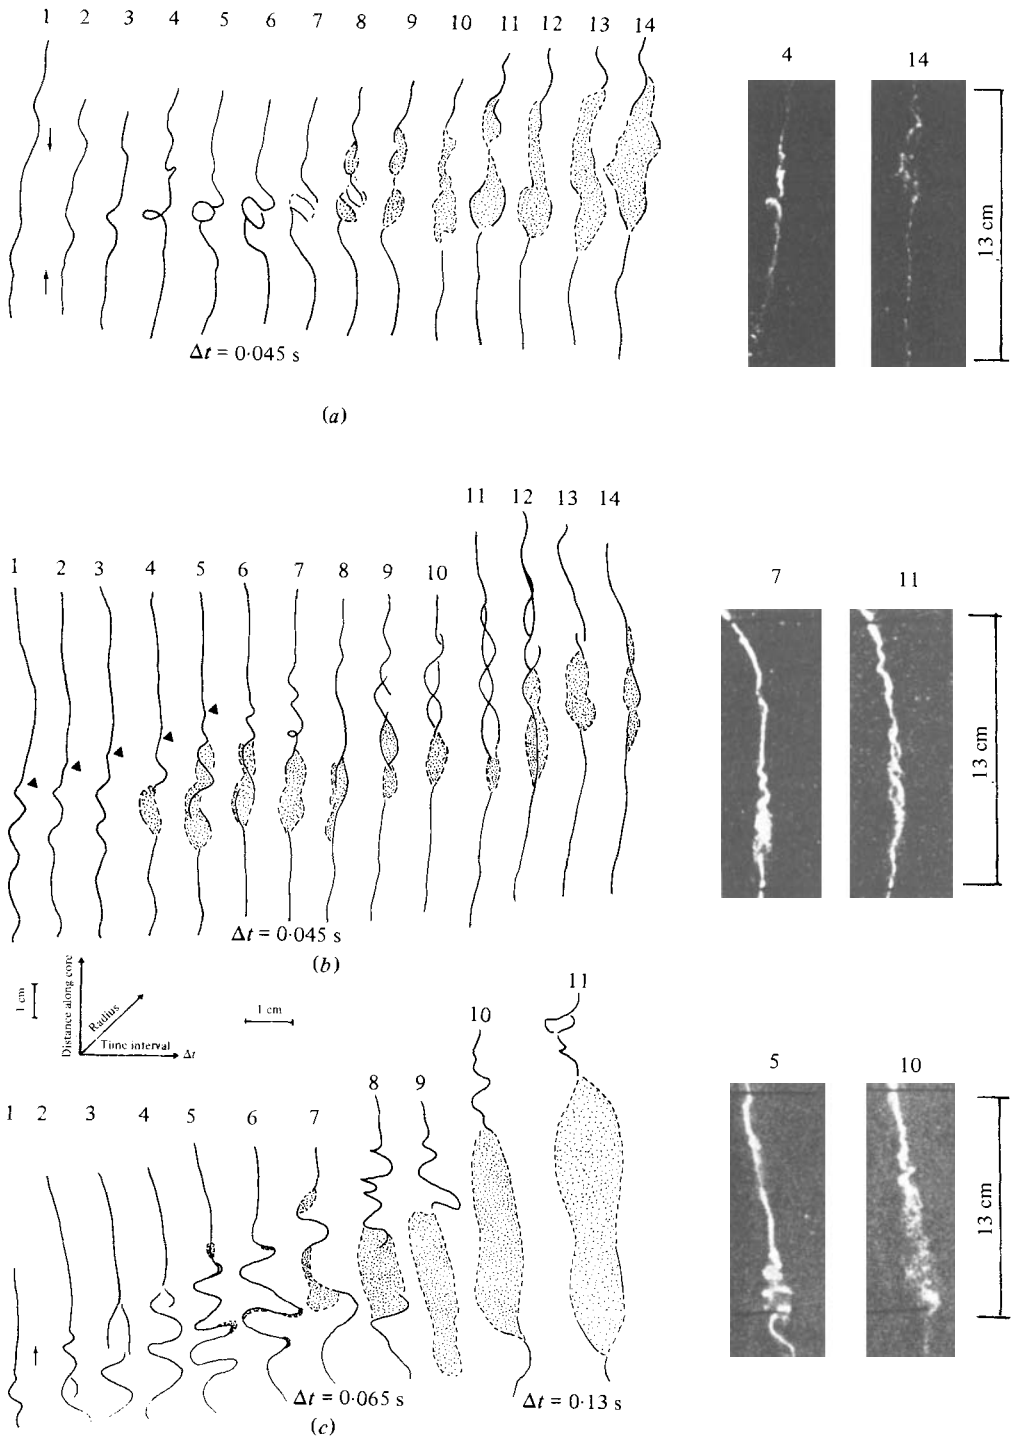 1 2 3 4 5 6 7 8 9 10 11 12 13 14
4 14
13 cm
Δt = 0·045 s
(a)
1 2 3 4 5 6 7 8 9 10 11 12 13 14
7 11
13 cm
Δt = 0·045 s
(b)
1 cm
Distance along core
Radius
Time interval
Δt
1 cm
1 2 3 4 5 6 7 8 9 10 11
5 10
13 cm
Δt = 0·065 s
Δt = 0·13 s
(c)